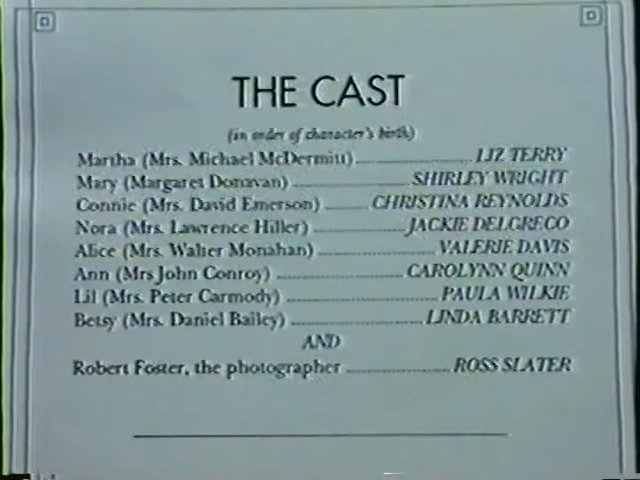 D D
THE CAST
(in order of character's birth)
Martha (Mrs. Michael McDermitt)........................LIZ TERRY
Mary (Margaret Donavan)........................SHIRLEY WRIGHT
Connie (Mrs. David Emerson)..........CHRISTINA REYNOLDS
Nora (Mrs. Lawrence Hiller)..................JACKIE DELGRECO
Alice (Mrs. Walter Monahan)........................VALERIE DAVIS
Ann (Mrs John Conroy)........................CAROLYNN QUINN
Lil (Mrs. Peter Carmody)..............................PAULA WILKIE
Betsy (Mrs. Daniel Bailey)..........................LINDA BARRETT
AND
Robert Foster, the photographer....................ROSS SLATER